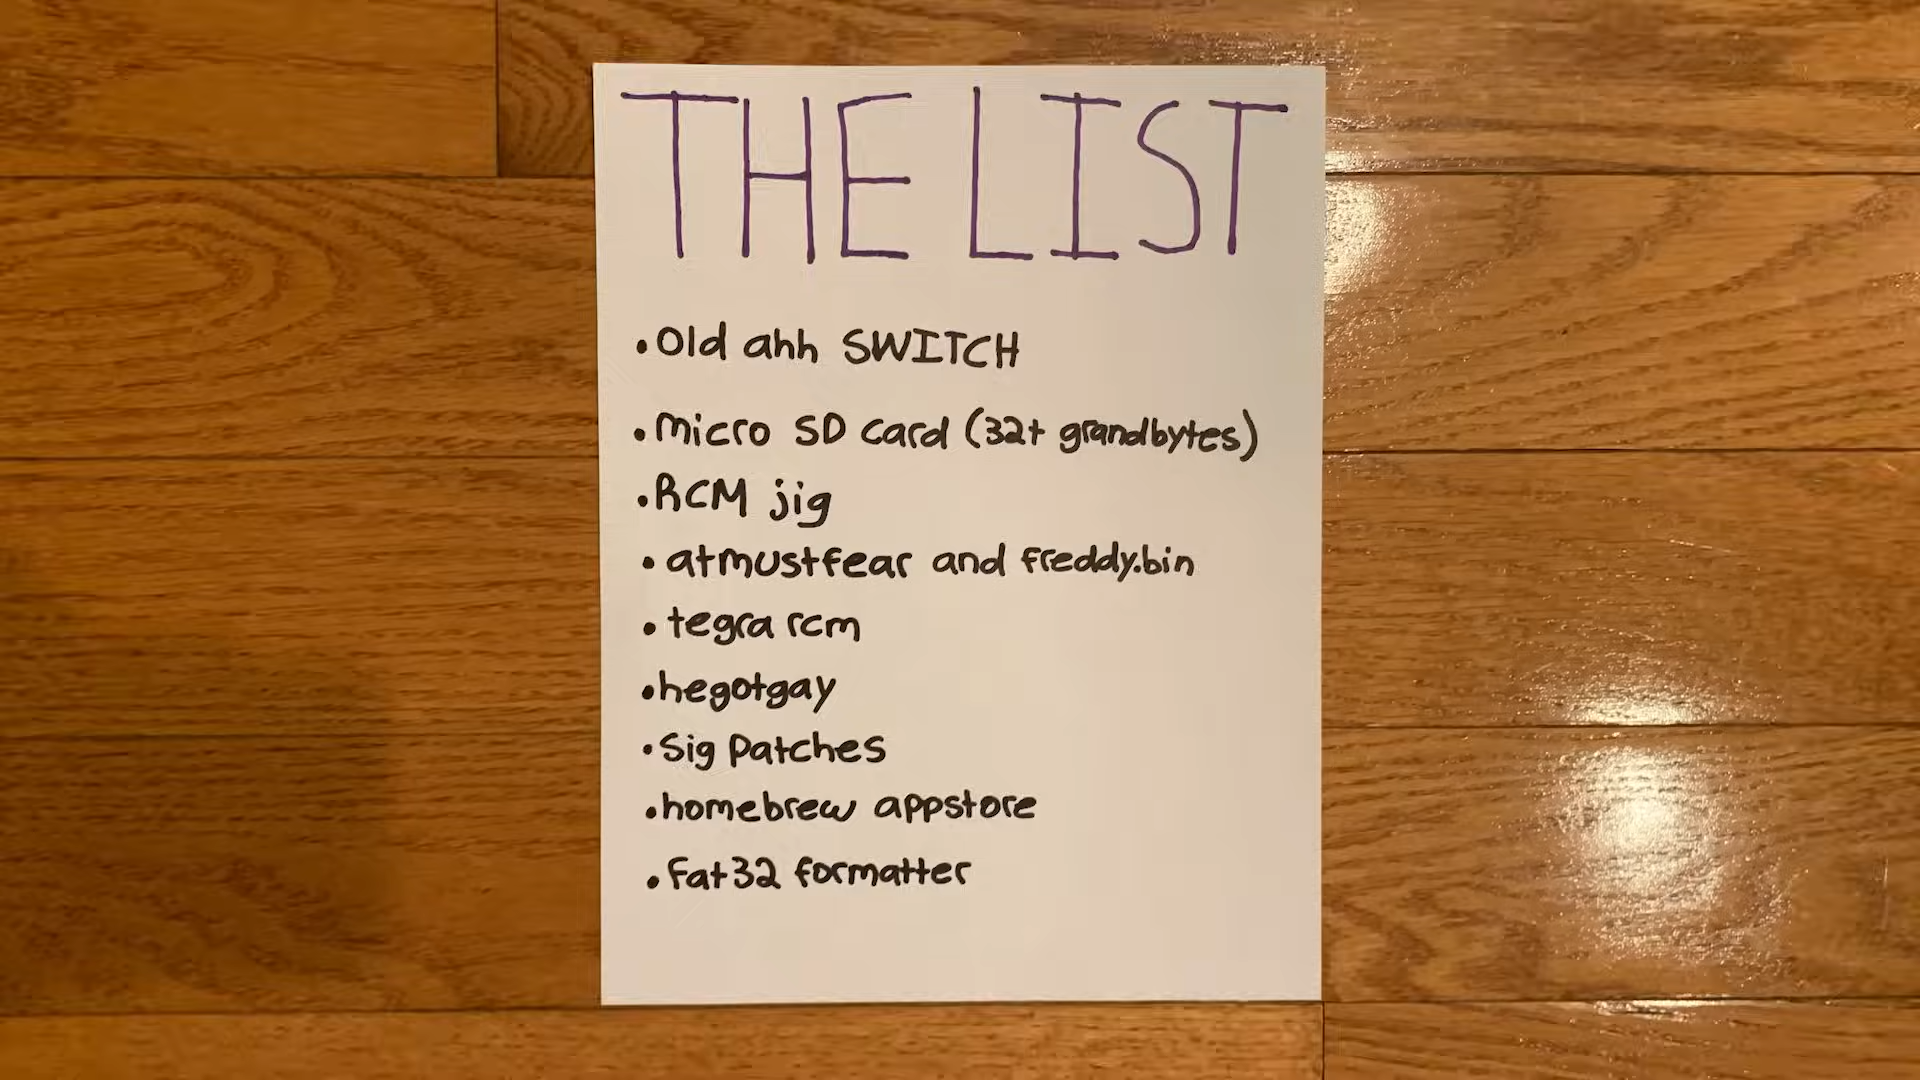 THE LIST
• Old ahh SWITCH
• micro SD card (32+ grandbytes)
• RCM jig
• atmustfear and freddy.bin
• tegra rcm
• hegotgay
• Sig patches
• homebrew appstore
• Fat32 formatter